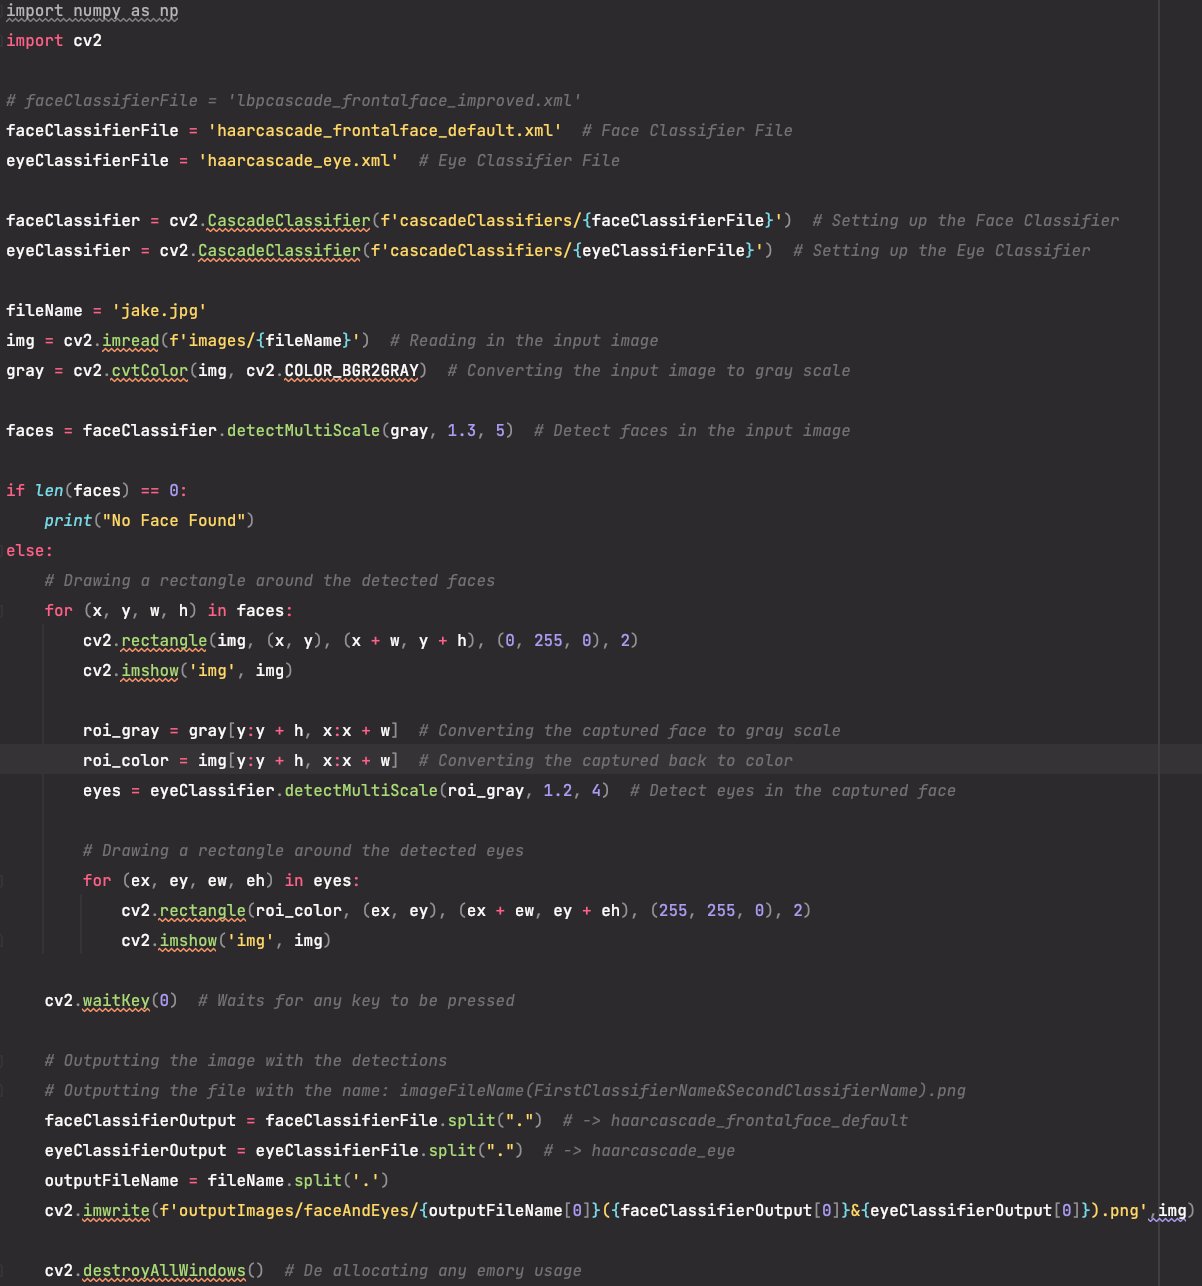 import numpy as np
import cv2
# faceClassifierFile = 'lbpcascade_frontalface_improved.xml'
faceClassifierFile = 'haarcascade_frontalface_default.xml'  # Face Classifier File
eyeClassifierFile = 'haarcascade_eye.xml'  # Eye Classifier File
faceClassifier = cv2.CascadeClassifier(f'cascadeClassifiers/{faceClassifierFile}')  # Setting up the Face Classifier
eyeClassifier = cv2.CascadeClassifier(f'cascadeClassifiers/{eyeClassifierFile}')  # Setting up the Eye Classifier
fileName = 'jake.jpg'
img = cv2.imread(f'images/{fileName}')  # Reading in the input image
gray = cv2.cvtColor(img, cv2.COLOR_BGR2GRAY)  # Converting the input image to gray scale
faces = faceClassifier.detectMultiScale(gray, 1.3, 5)  # Detect faces in the input image
if len(faces) == 0:
    print("No Face Found")
else:
    # Drawing a rectangle around the detected faces
    for (x, y, w, h) in faces:
        cv2.rectangle(img, (x, y), (x + w, y + h), (0, 255, 0), 2)
        cv2.imshow('img', img)
        roi_gray = gray[y:y + h, x:x + w]  # Converting the captured face to gray scale
        roi_color = img[y:y + h, x:x + w]  # Converting the captured back to color
        eyes = eyeClassifier.detectMultiScale(roi_gray, 1.2, 4)  # Detect eyes in the captured face
        # Drawing a rectangle around the detected eyes
        for (ex, ey, ew, eh) in eyes:
            cv2.rectangle(roi_color, (ex, ey), (ex + ew, ey + eh), (255, 255, 0), 2)
            cv2.imshow('img', img)
    cv2.waitKey(0)  # Waits for any key to be pressed
    # Outputting the image with the detections
    # Outputting the file with the name: imageFileName(FirstClassifierName&SecondClassifierName).png
    faceClassifierOutput = faceClassifierFile.split(".")  # -> haarcascade_frontalface_default
    eyeClassifierOutput = eyeClassifierFile.split(".")  # -> haarcascade_eye
    outputFileName = fileName.split('.')
    cv2.imwrite(f'outputImages/faceAndEyes/{outputFileName[0]}({faceClassifierOutput[0]}&{eyeClassifierOutput[0]}).png',img)
    cv2.destroyAllWindows()  # De allocating any emory usage